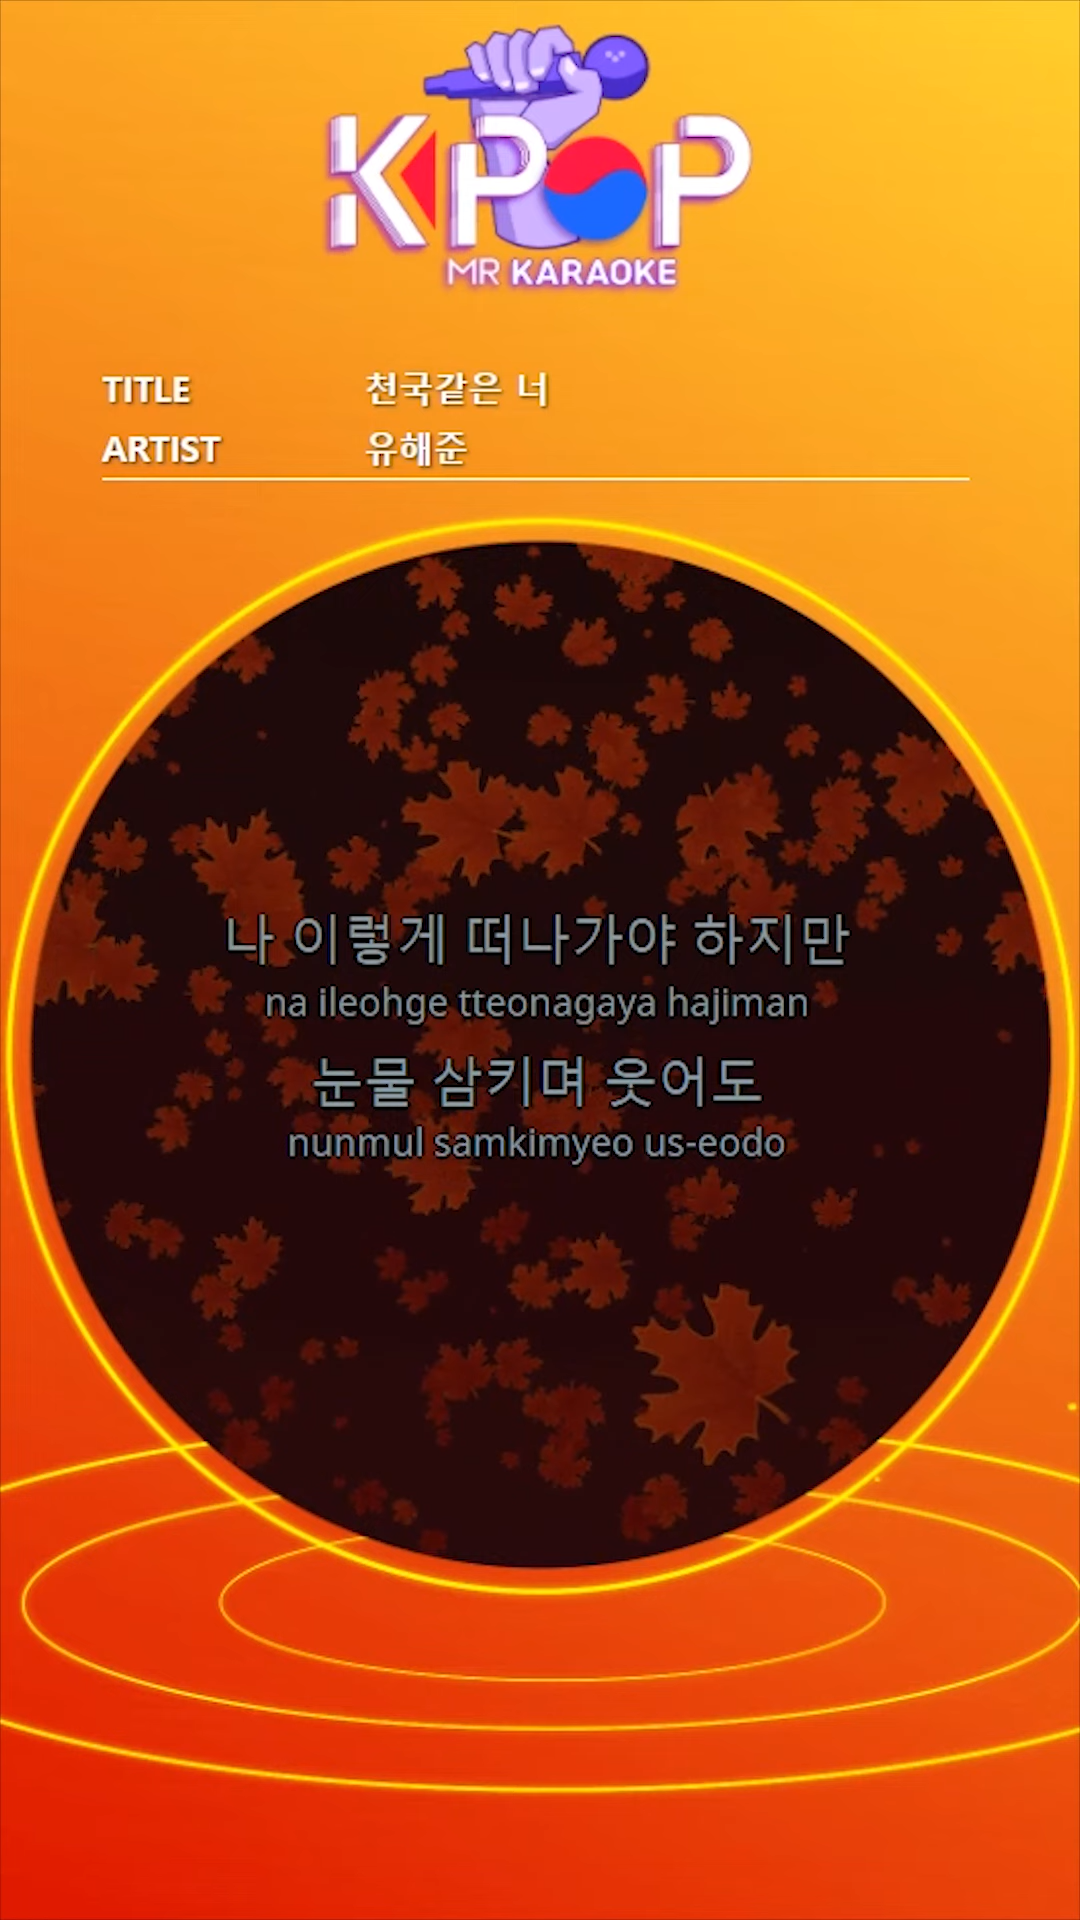 KPOP
MR KARAOKE
TITLE 천국같은 너
ARTIST 유해준
나 이렇게 떠나가야 하지만
na ileohge tteonagaya hajiman
눈물 삼키며 웃어도
nunmul samkimyeo us-eodo